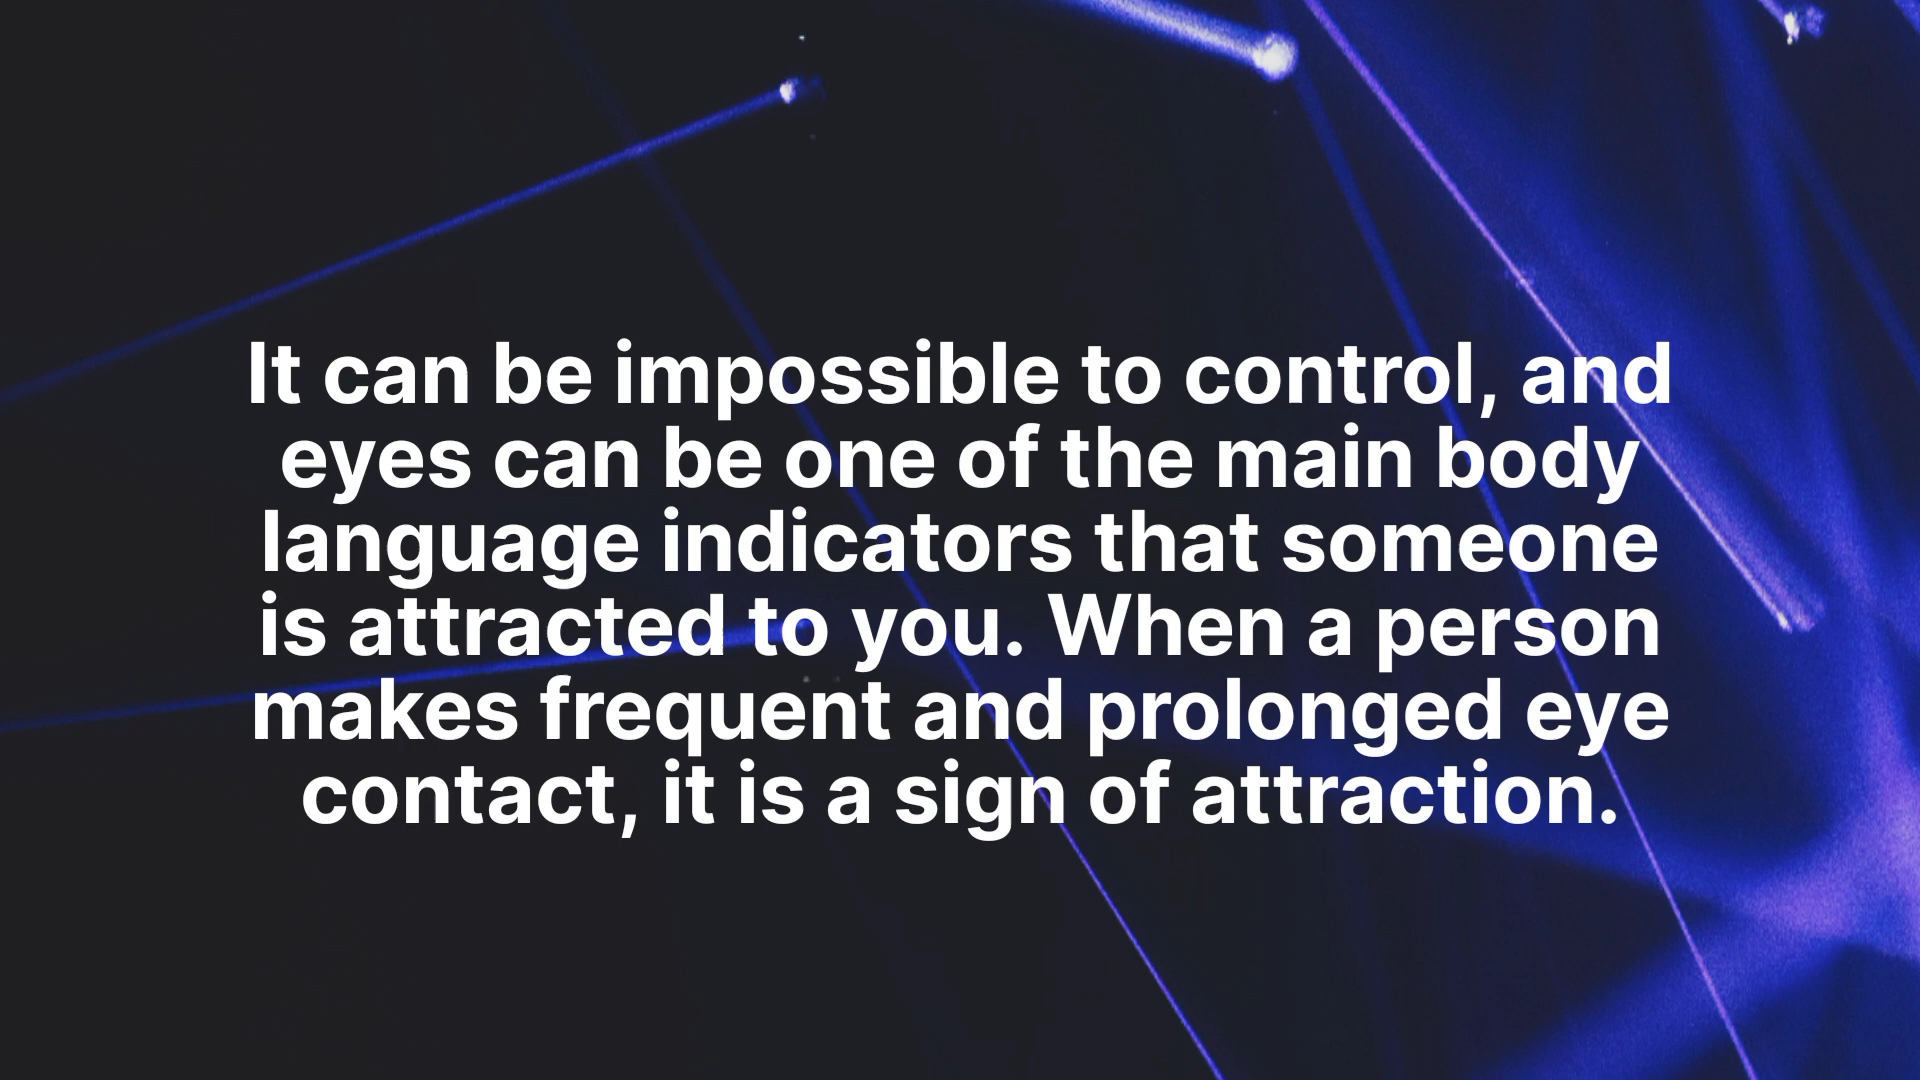 It can be impossible to control, and
eyes can be one of the main body
language indicators that someone
is attracted to you. When a person
makes frequent and prolonged eye
contact, it is a sign of attraction.